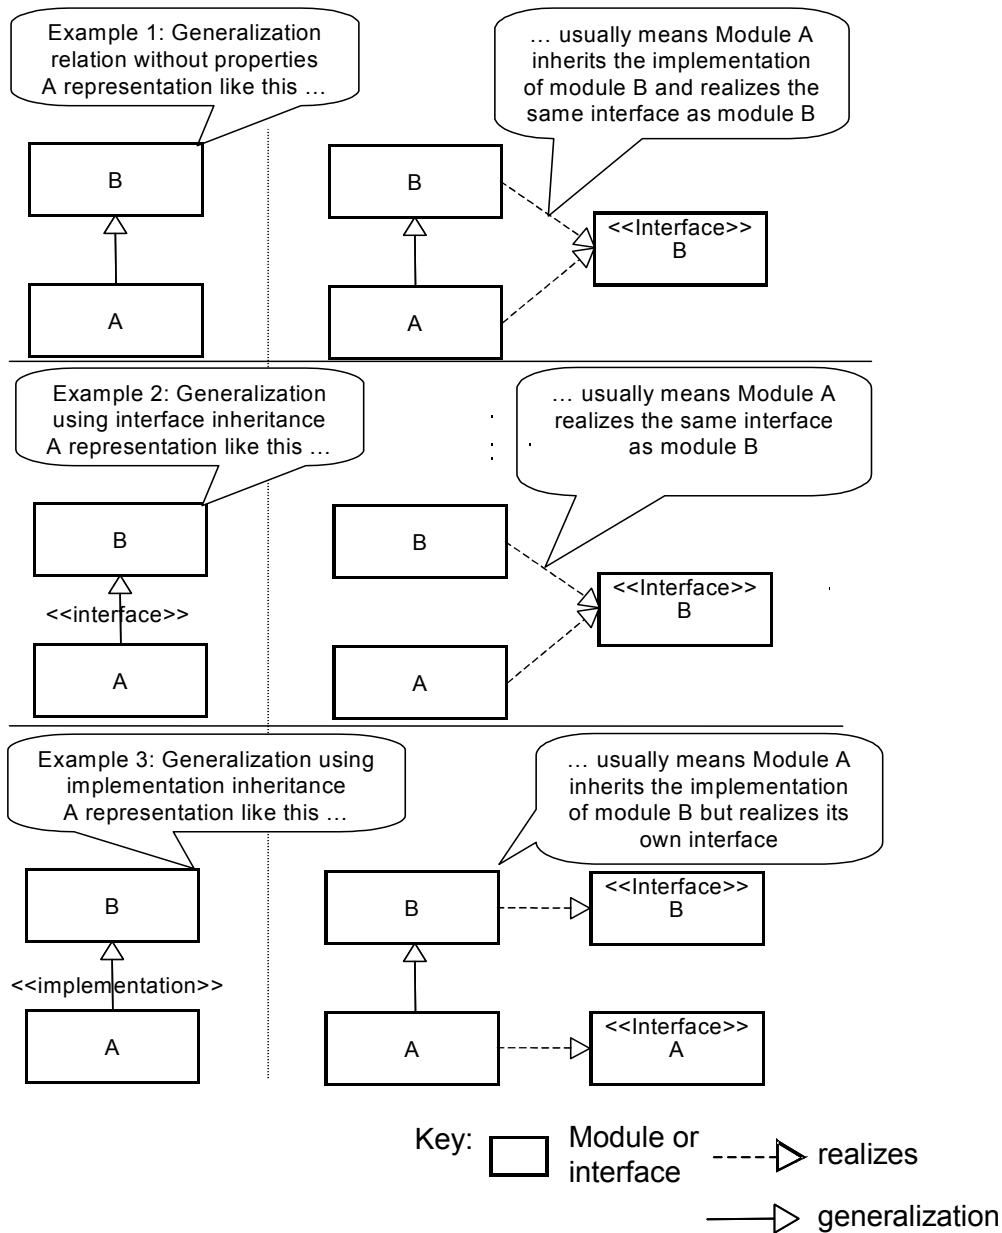 Example 1: Generalization
relation without properties
A representation like this …
… usually means Module A
inherits the implementation
of module B and realizes the
same interface as module B
B
A
B
A
<<Interface>>
B
Example 2: Generalization
using interface inheritance
A representation like this …
… usually means Module A
realizes the same interface
as module B
B
<<interface>>
A
B
A
<<Interface>>
B
Example 3: Generalization using
implementation inheritance
A representation like this …
… usually means Module A
inherits the implementation
of module B but realizes its
own interface
B
<<implementation>>
A
B
A
<<Interface>>
B
<<Interface>>
A
Key:
Module or
interface
realizes
generalization